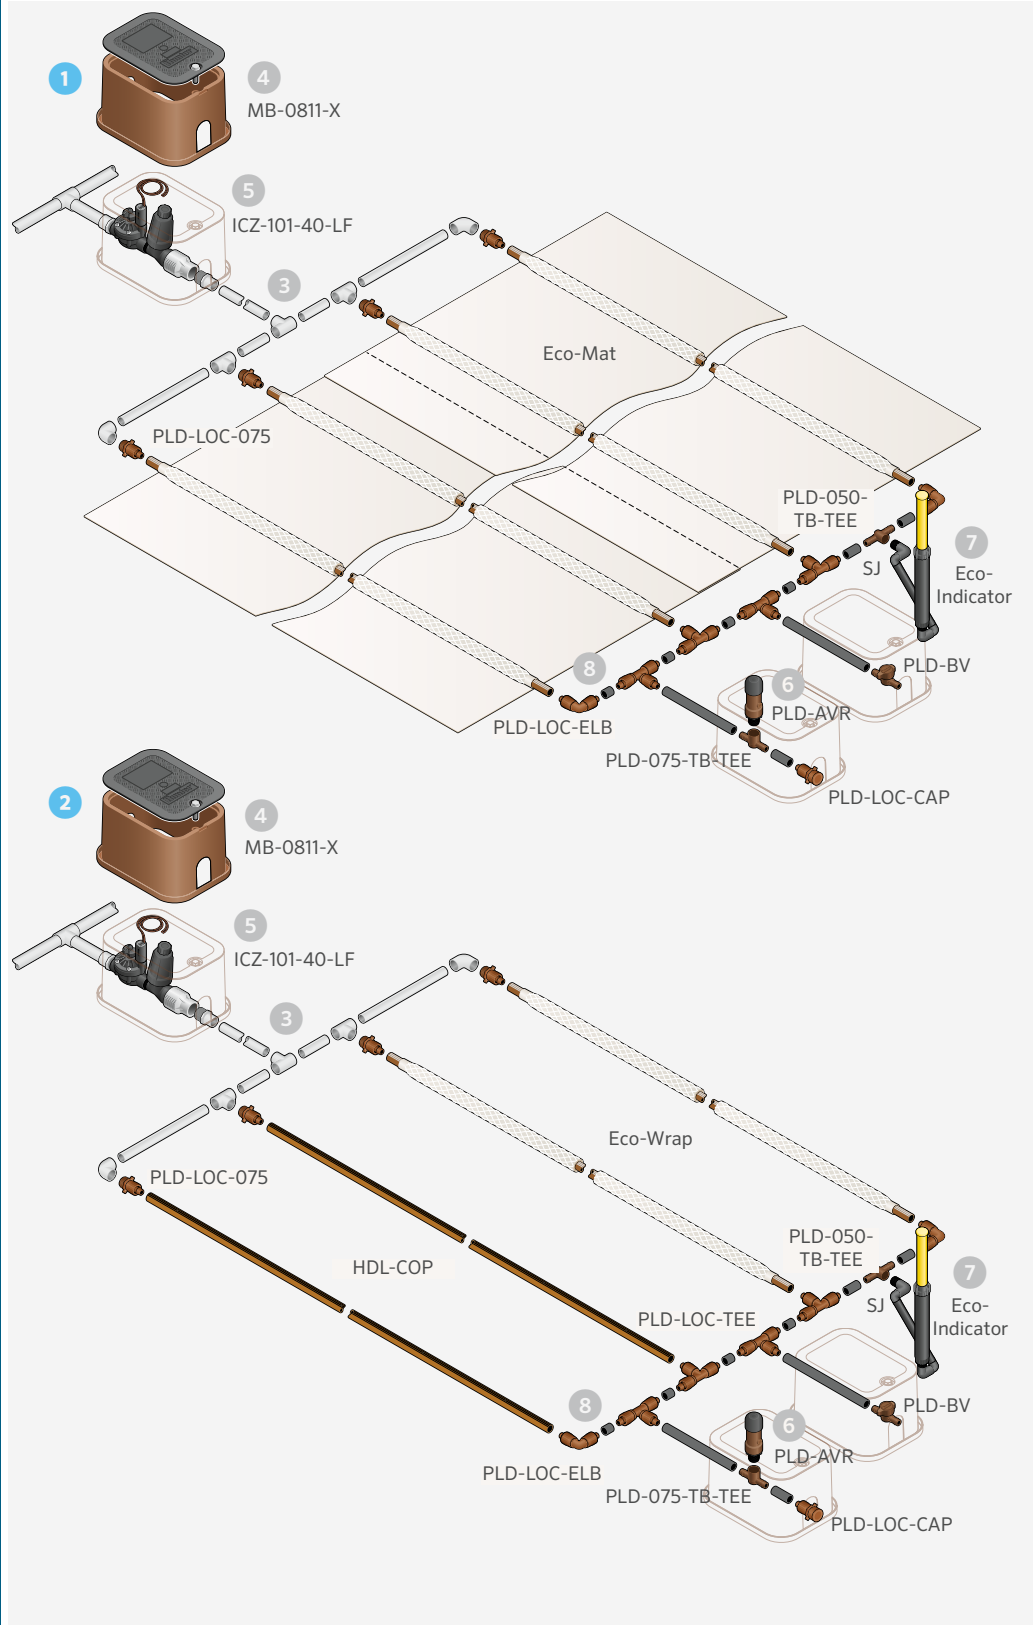 1
4
MB-0811-X
5
ICZ-101-40-LF
3
Eco-Mat
PLD-LOC-075
PLD-050-
TB-TEE
7
SJ
Eco-
Indicator
8
PLD-BV
6
PLD-AVR
PLD-LOC-ELB
PLD-075-TB-TEE
PLD-LOC-CAP
2
4
MB-0811-X
5
ICZ-101-40-LF
3
Eco-Wrap
PLD-LOC-075
PLD-050-
TB-TEE
HDL-COP
7
SJ
Eco-
Indicator
PLD-LOC-TEE
8
PLD-BV
6
PLD-AVR
PLD-LOC-ELB
PLD-075-TB-TEE
PLD-LOC-CAP